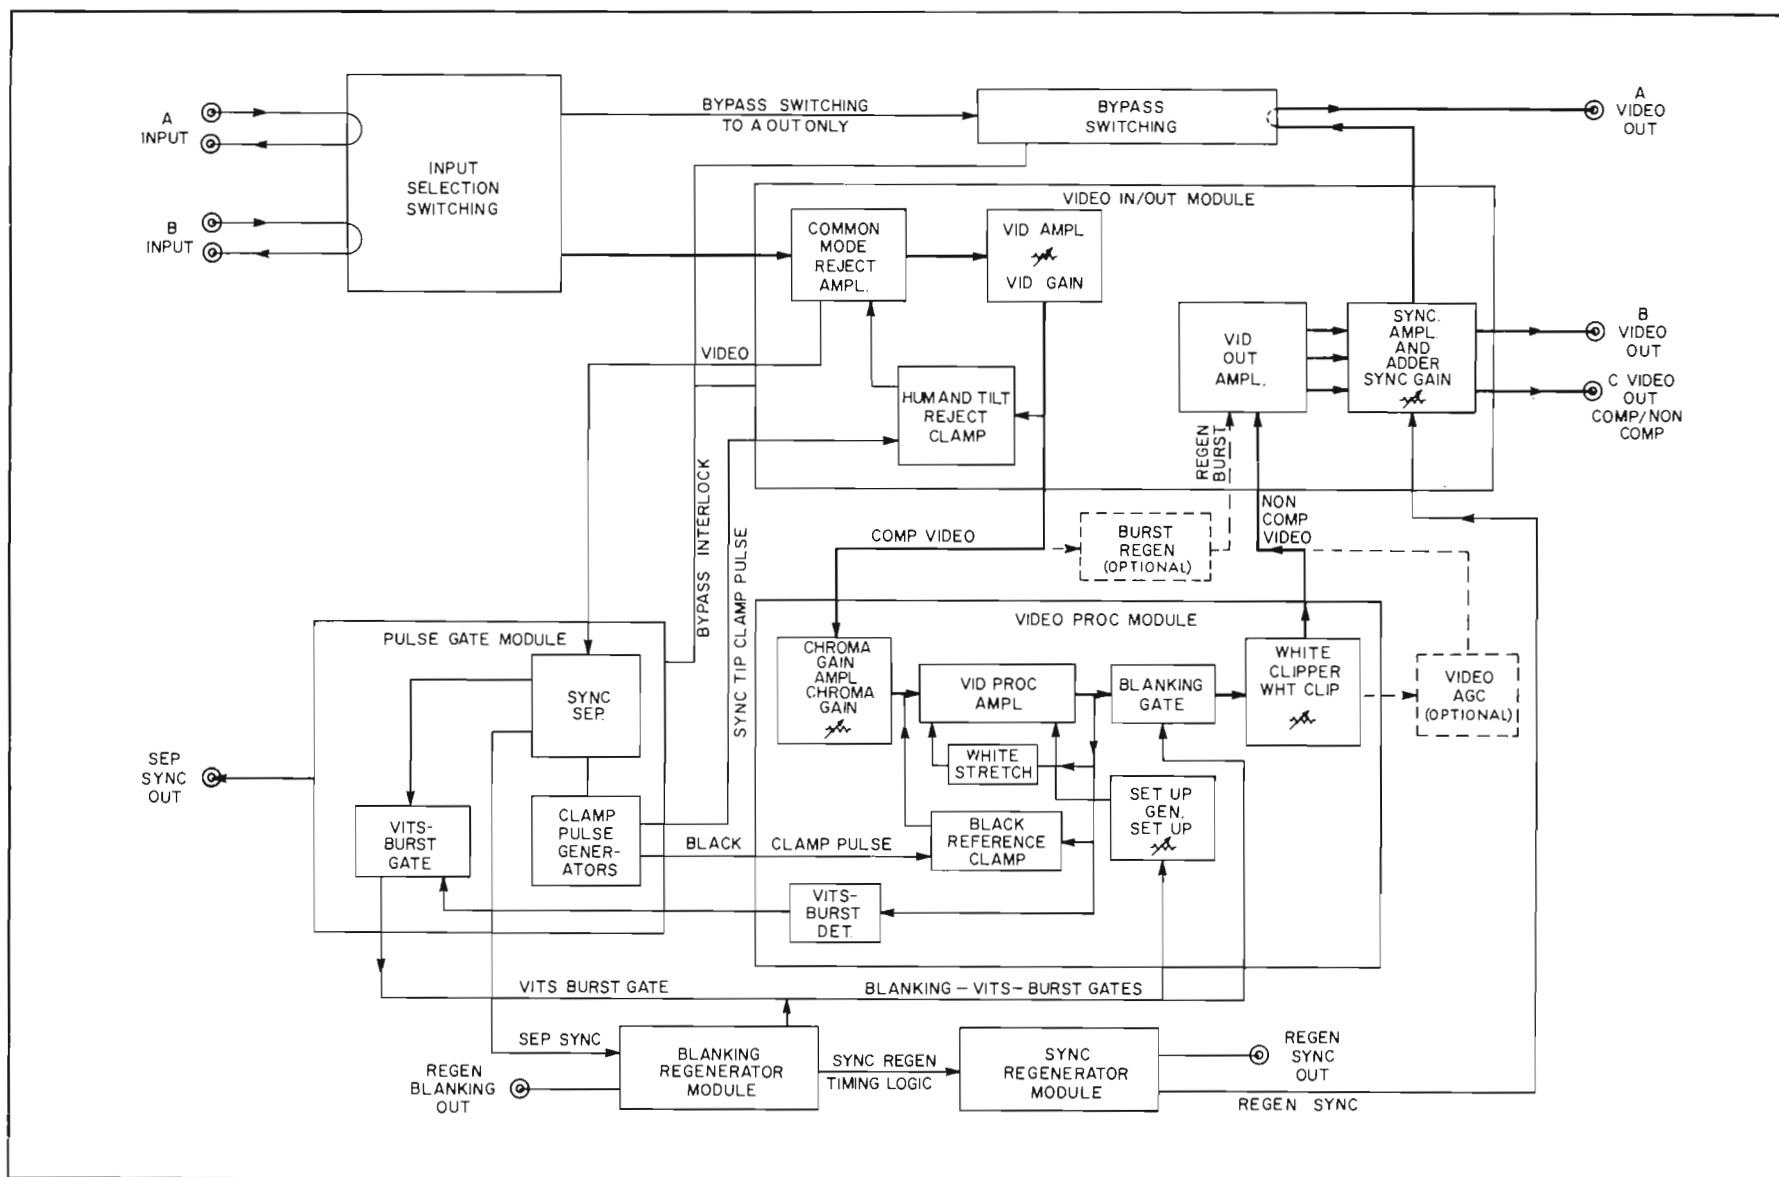 A
INPUT
B
INPUT
INPUT
SELECTION
SWITCHING
BYPASS SWITCHING
TO A OUT ONLY
BYPASS
SWITCHING
A
VIDEO
OUT
VIDEO IN/OUT MODULE
COMMON
MODE
REJECT
AMPL.
VID AMPL
VID GAIN
VIDEO
HUM AND TILT
REJECT
CLAMP
VID
OUT
AMPL.
SYNC.
AMPL.
AND
ADDER
SYNC GAIN
B
VIDEO
OUT
C VIDEO
OUT
COMP/NON
COMP
REGEN
BURST
NON
COMP
VIDEO
BYPASS INTERLOCK
SYNC TIP CLAMP PULSE
COMP VIDEO
BURST
REGEN
(OPTIONAL)
PULSE GATE MODULE
SYNC
SEP.
VITS-
BURST
GATE
CLAMP
PULSE
GENER-
ATORS
SEP
SYNC
OUT
VIDEO PROC MODULE
CHROMA
GAIN
AMPL
CHROMA
GAIN
VID PROC
AMPL
BLANKING
GATE
WHITE
CLIPPER
WHT CLIP
VIDEO
AGC
(OPTIONAL)
WHITE
STRETCH
SET UP
GEN.
SET UP
BLACK
REFERENCE
CLAMP
BLACK CLAMP PULSE
VITS-
BURST
DET.
VITS BURST GATE
BLANKING-VITS-BURST GATES
SEP SYNC
REGEN
BLANKING
OUT
BLANKING
REGENERATOR
MODULE
SYNC REGEN
TIMING LOGIC
SYNC
REGENERATOR
MODULE
REGEN
SYNC
OUT
REGEN SYNC